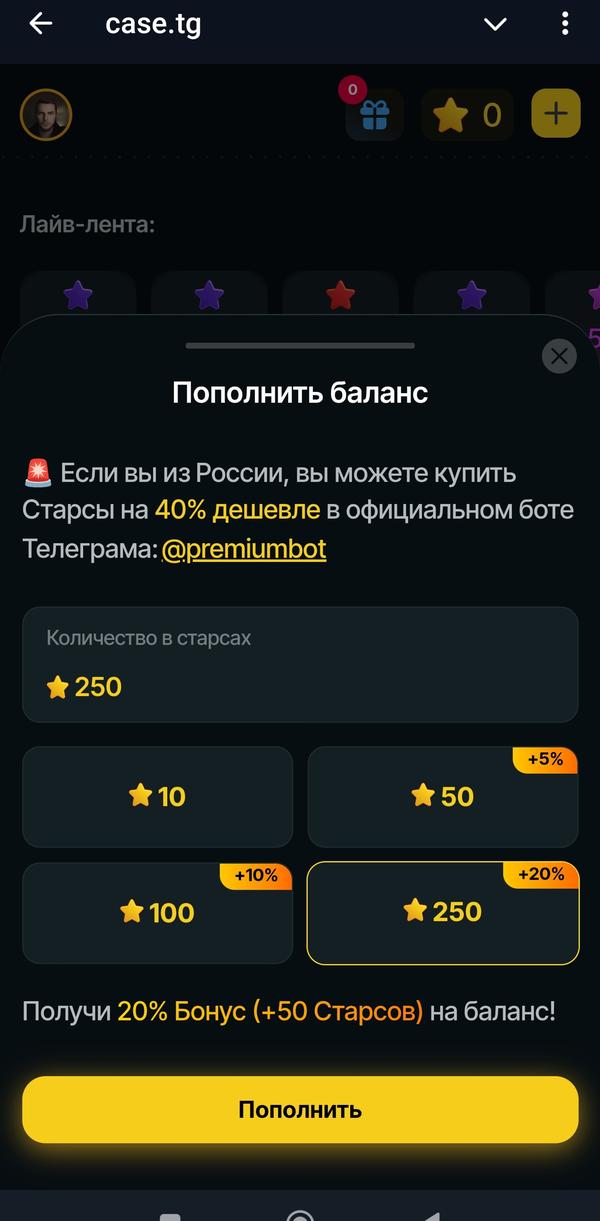 case.tg
0
0
Лайв-лента:
Пополнить баланс
🚨 Если вы из России, вы можете купить
Старсы на 40% дешевле в официальном боте
Телеграма: @premiumbot
Количество в старсах
250
10
+5%
50
+10%
100
+20%
250
Получи 20% Бонус (+50 Старсов) на баланс!
Пополнить